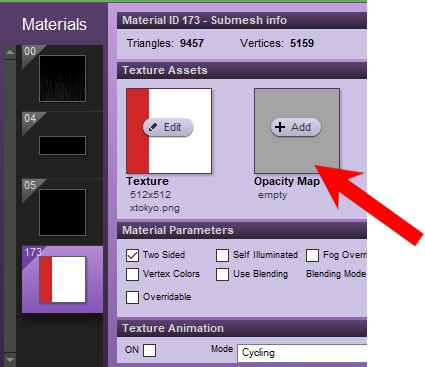 Materials
00
04
05
173
Material ID 173 - Submesh info
Triangles: 9457 Vertices: 5159
Texture Assets
Edit
Add
Texture
512x512
xtokyo.png
Opacity Map
empty
Material Parameters
Two Sided Self Illuminated Fog Overri
Vertex Colors Use Blending Blending Mode
Overridable
Texture Animation
ON Mode Cycling